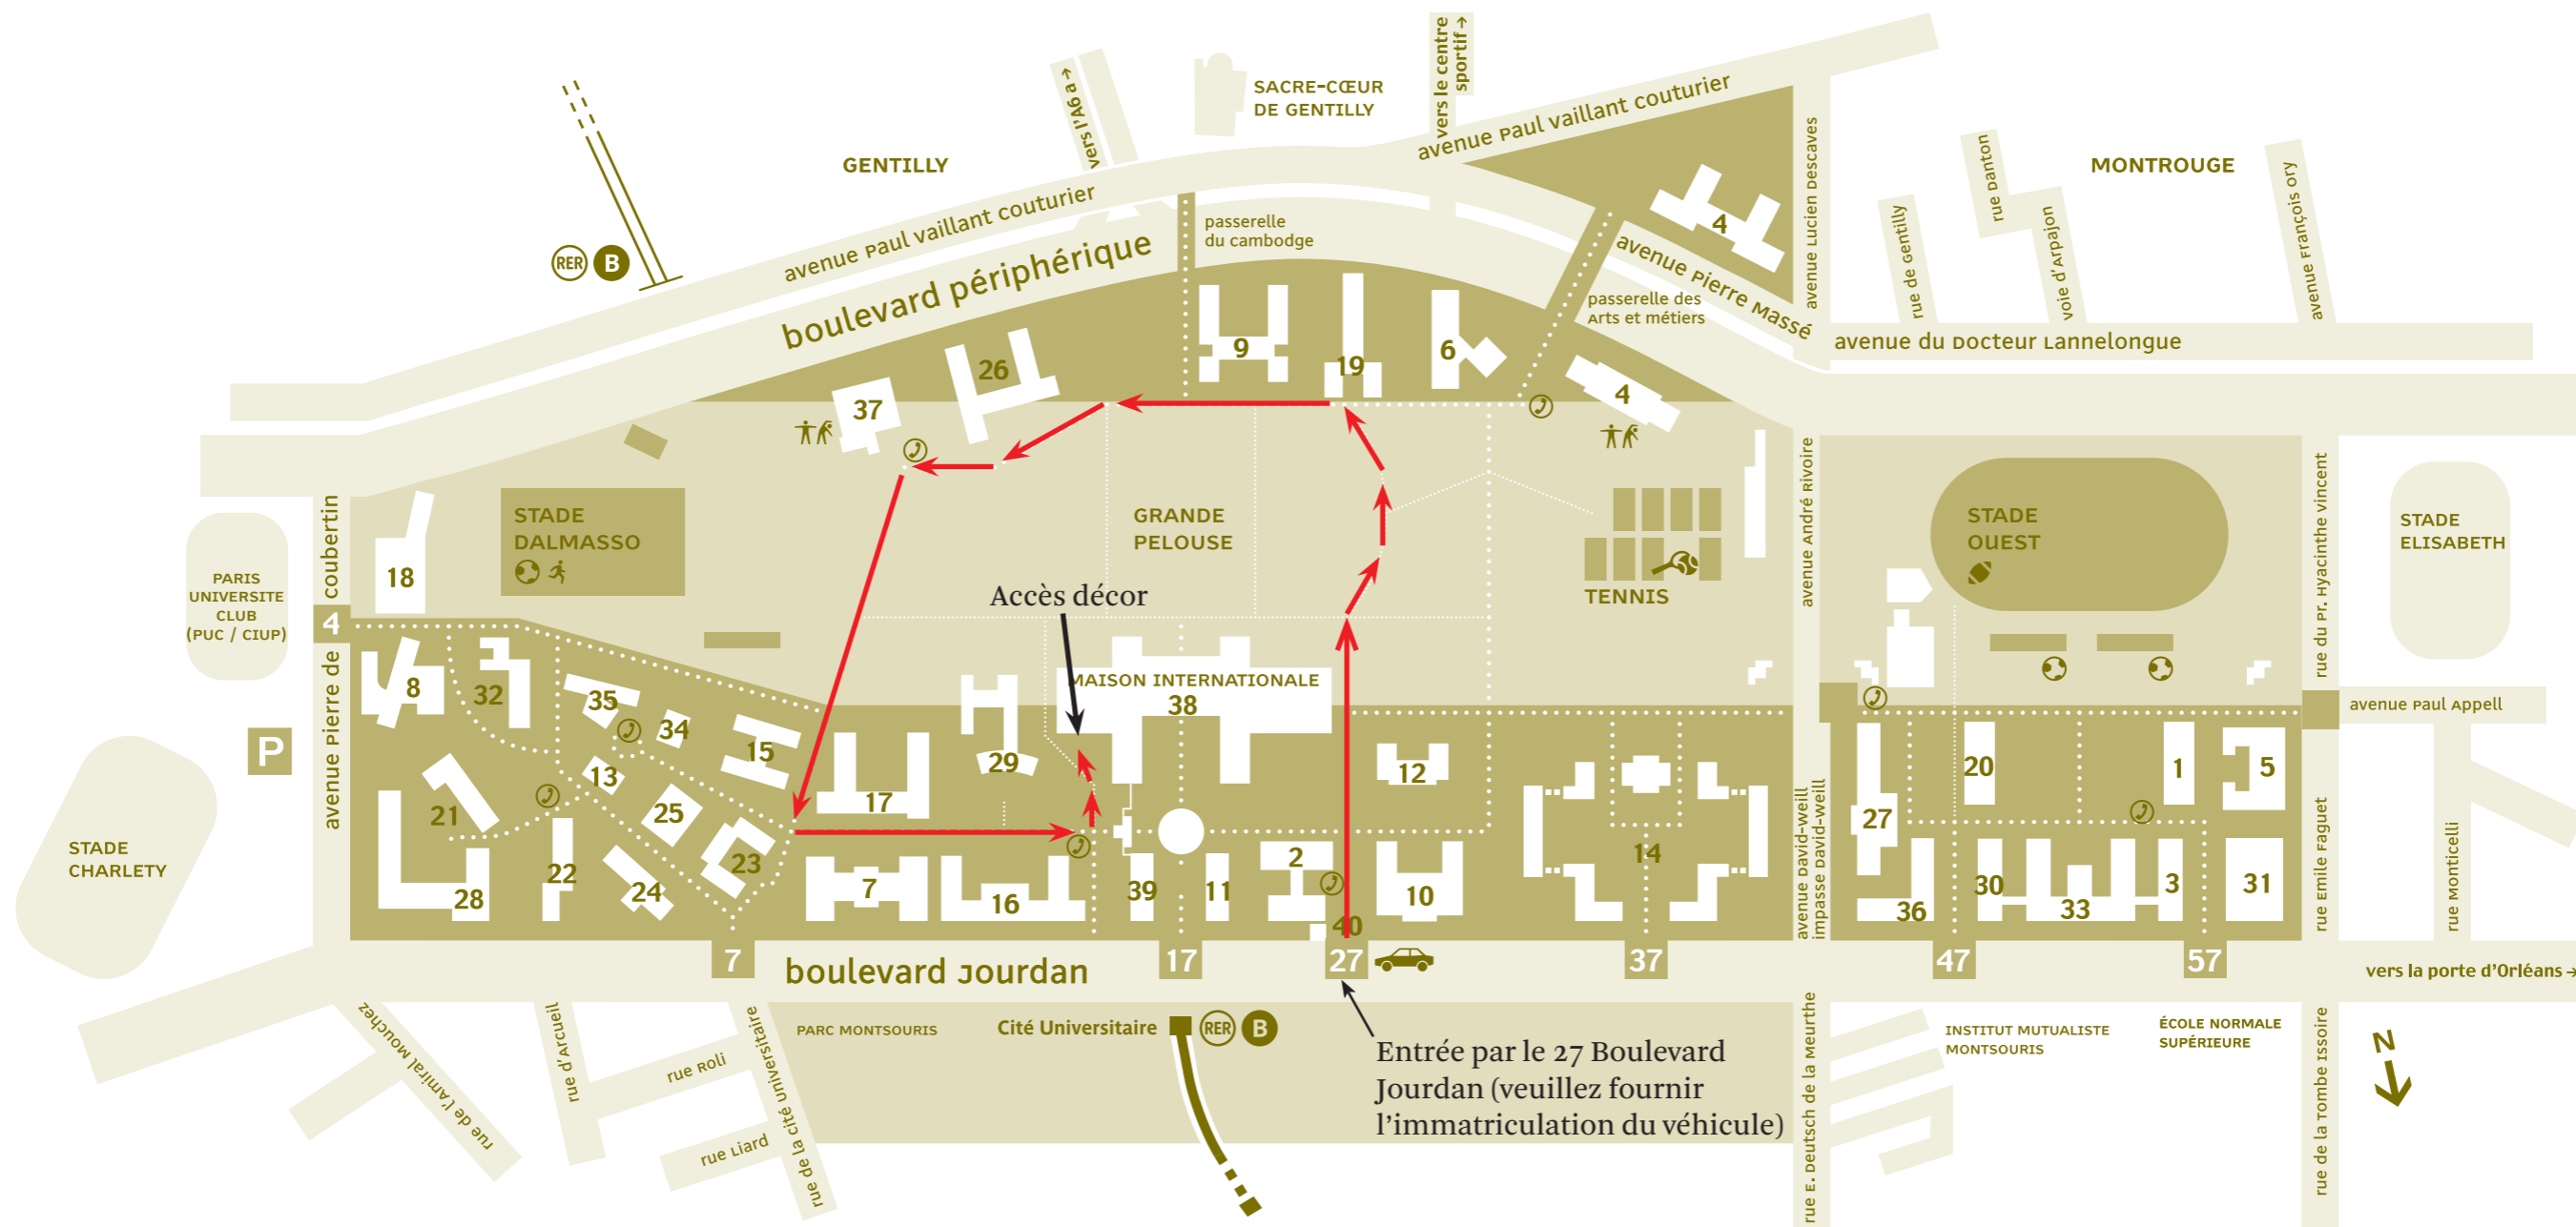 vers l'A6a →
SACRE-CŒUR
DE GENTILLY
vers le centre
sportif →
avenue Paul vaillant couturier
GENTILLY
MONTROUGE
avenue Lucien Descaves
rue Danton
rue de Gentilly
voie d'Arpajon
avenue François Ory
RER B
avenue Paul vaillant couturier
boulevard périphérique
passerelle
du cambodge
4
avenue Pierre Massé
passerelle des
Arts et métiers
avenue du Docteur Lannelongue
9
19
6
26
37
4
avenue Pierre de coubertin
STADE
DALMASSO
GRANDE
PELOUSE
TENNIS
avenue André Rivoire
STADE
OUEST
rue du Pr. Hyacinthe vincent
STADE
ELISABETH
PARIS
UNIVERSITE
CLUB
(PUC / CIUP)
18
4
Accès décor
8
32
35
34
15
MAISON INTERNATIONALE
38
29
17
12
13
25
21
23
22
24
28
7
16
39
11
2
10
40
14
avenue David-weill
impasse David-weill
27
20
1
5
36
30
33
3
31
avenue Paul Appell
rue Emile Faguet
rue Monticelli
P
STADE
CHARLETY
7
boulevard Jourdan
17
27
37
47
57
vers la porte d'Orléans →
rue de l'Amiral Mouchez
rue d'Arcueil
rue Roli
rue Liard
rue de la cité universitaire
PARC MONTSOURIS
Cité Universitaire RER B
Entrée par le 27 Boulevard
Jourdan (veuillez fournir
l'immatriculation du véhicule)
rue E. Deutsch de la Meurthe
INSTITUT MUTUALISTE
MONTSOURIS
ÉCOLE NORMALE
SUPÉRIEURE
rue de la Tombe Issoire
N